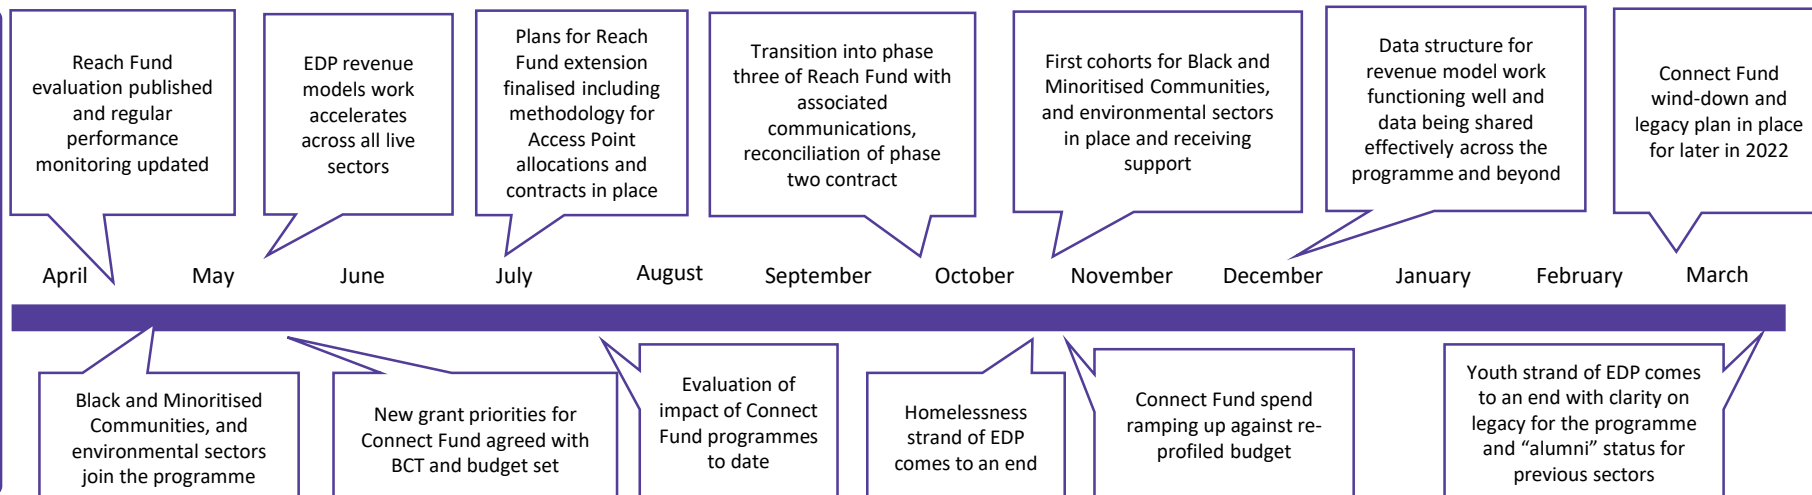 Reach Fund
evaluation published
and regular
performance
monitoring updated
EDP revenue
models work
accelerates
across all live
sectors
Plans for Reach
Fund extension
finalised including
methodology for
Access Point
allocations and
contracts in place
Transition into phase
three of Reach Fund with
associated
communications,
reconciliation of phase
two contract
First cohorts for Black and
Minoritised Communities,
and environmental sectors
in place and receiving
support
Data structure for
revenue model work
functioning well and
data being shared
effectively across the
programme and beyond
Connect Fund
wind-down and
legacy plan in place
for later in 2022
April May June July August September October November December January February March
Black and Minoritised
Communities, and
environmental sectors
join the programme
New grant priorities for
Connect Fund agreed with
BCT and budget set
Evaluation of
impact of Connect
Fund programmes
to date
Homelessness
strand of EDP
comes to an end
Connect Fund spend
ramping up against re-
profiled budget
Youth strand of EDP comes
to an end with clarity on
legacy for the programme
and “alumni” status for
previous sectors